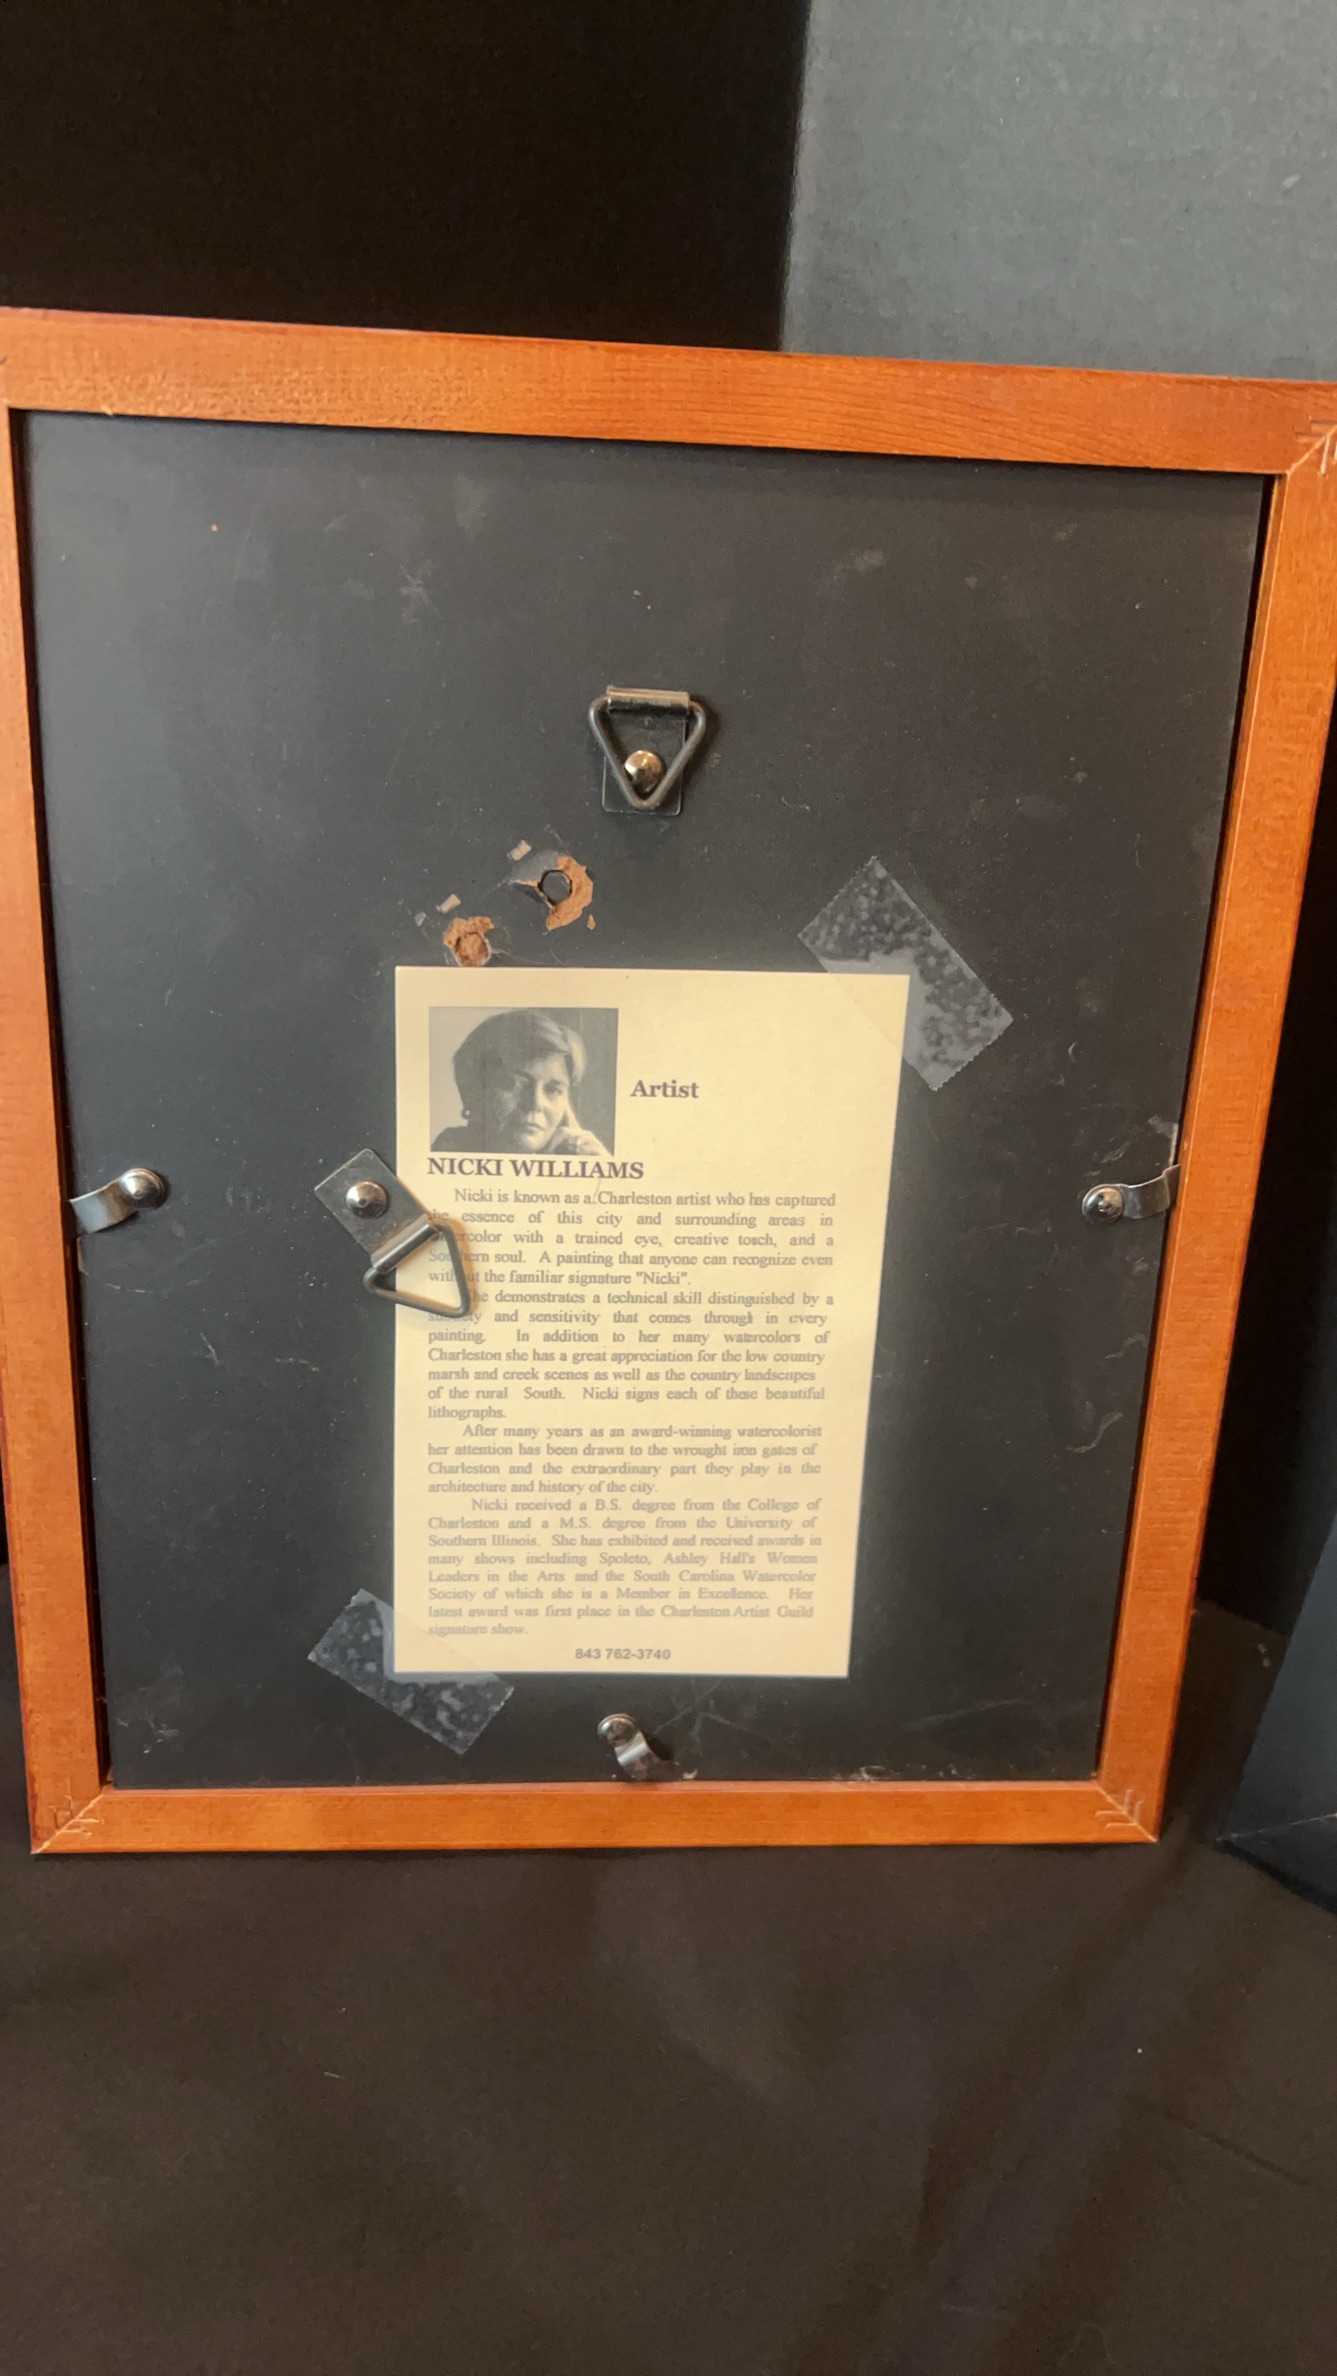 Artist
NICKI WILLIAMS
Nicki is known as a Charleston artist who has captured
the essence of this city and surrounding areas in
ercolor with a trained eye, creative touch, and a
Southern soul. A painting that anyone can recognize even
without the familiar signature "Nicki".
he demonstrates a technical skill distinguished by a
and sensitivity that comes through in every
painting. In addition to her many watercolors of
Charleston she has a great appreciation for the low country
marsh and creek scenes as well as the country landscapes
of the rural South. Nicki signs each of these beautiful
lithographs.
After many years as an award-winning watercolorist
her attention has been drawn to the wrought iron gates of
Charleston and the extraordinary part they play in the
architecture and history of the city.
Nicki received a B.S. degree from the College of
Charleston and a M.S. degree from the University of
Southern Illinois. She has exhibited and received awards in
many shows including Spoleto, Ashley Hall's Women
Leaders in the Arts and the South Carolina Watercolor
Society of which she is a Member in Excellence. Her
latest award was first place in the Charleston Artist Guild
signature show.
843 762-3740